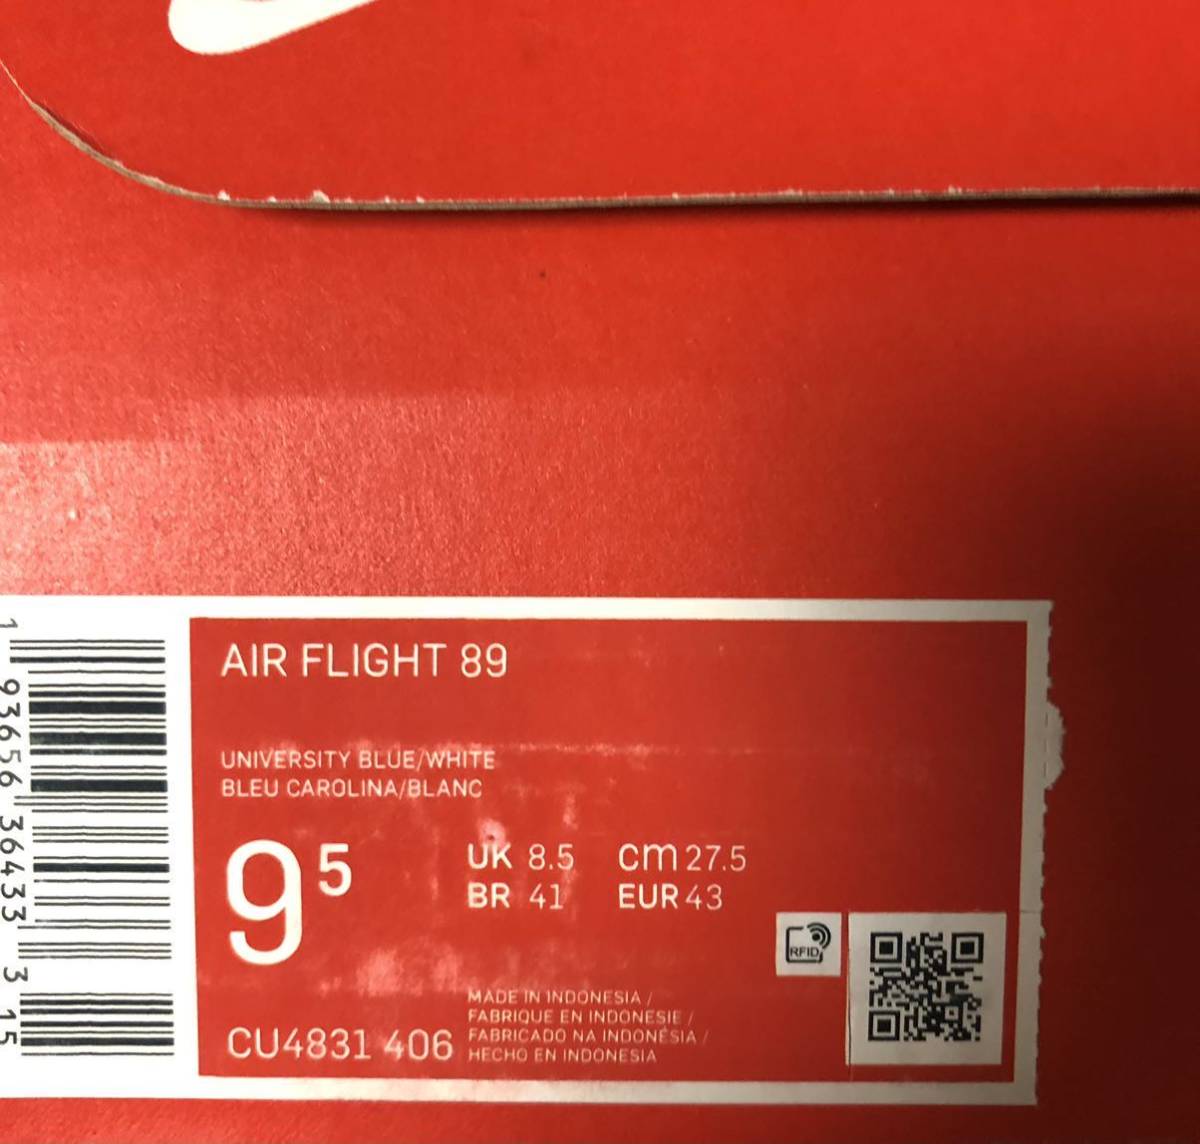 AIR FLIGHT 89
UNIVERSITY BLUE/WHITE
BLEU CAROLINA/BLANC
9⁵
UK 8.5 cm 27.5
BR 41 EUR 43
RFID
MADE IN INDONESIA /
FABRIQUE EN INDONESIE /
FABRICADO NA INDONÉSIA /
HECHO EN INDONESIA
CU4831 406
1 93656 36433 3 15